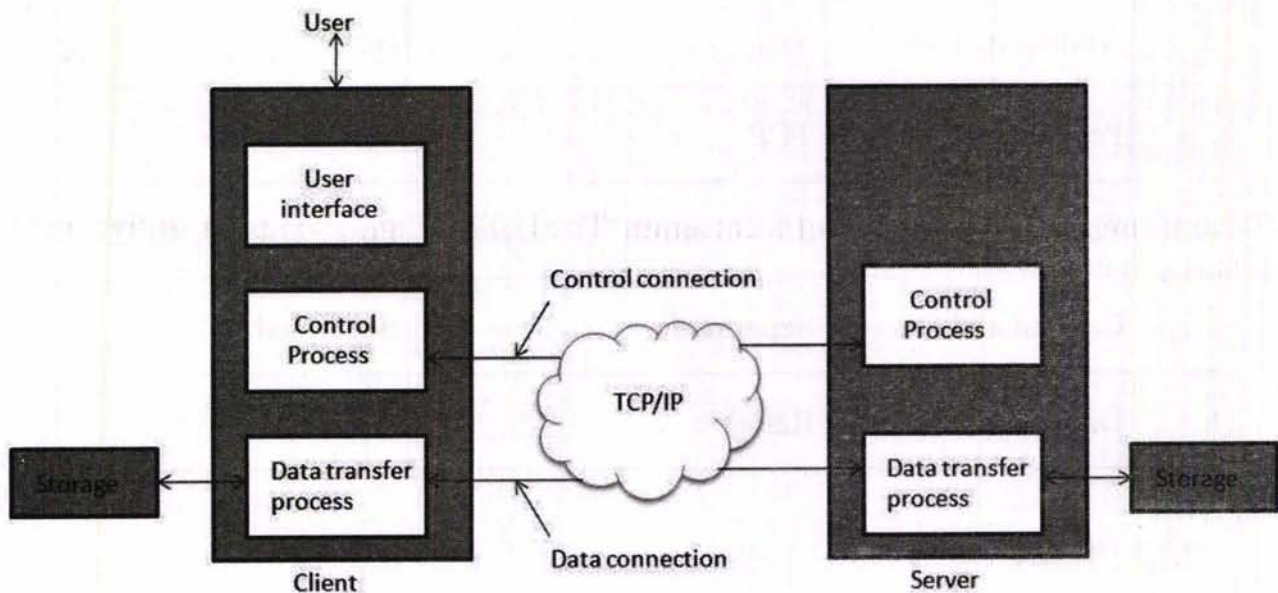 User
User
interface
Control connection
Control
Process
Control
Process
TCP/IP
Storage
Data transfer
process
Data transfer
process
Storage
Data connection
Client
Server